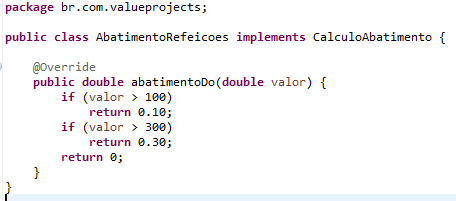 package br.com.valueprojects;
public class AbatimentoRefeicoes implements CalculoAbatimento {
@Override
public double abatimentoDo(double valor) {
if (valor > 100)
return 0.10;
if (valor > 300)
return 0.30;
return 0;
}
}